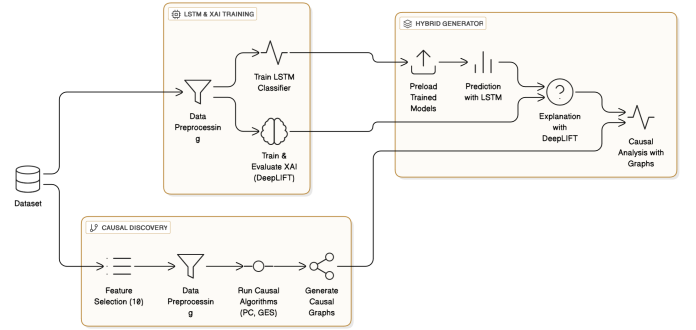 LSTM & XAI TRAINING
Data
Preprocessin
g
Train LSTM
Classifier
Train &
Evaluate XAI
(DeepLIFT)
HYBRID GENERATOR
Preload
Trained
Models
Prediction
with LSTM
Explanation
with
DeepLIFT
Causal
Analysis with
Graphs
Dataset
CAUSAL DISCOVERY
Feature
Selection (10)
Data
Preprocessin
g
Run Causal
Algorithms
(PC, GES)
Generate
Causal
Graphs